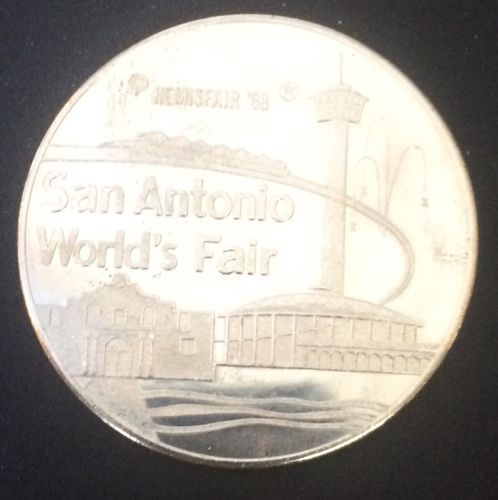 HEMISFAIR '68 ®
San Antonio
World's Fair